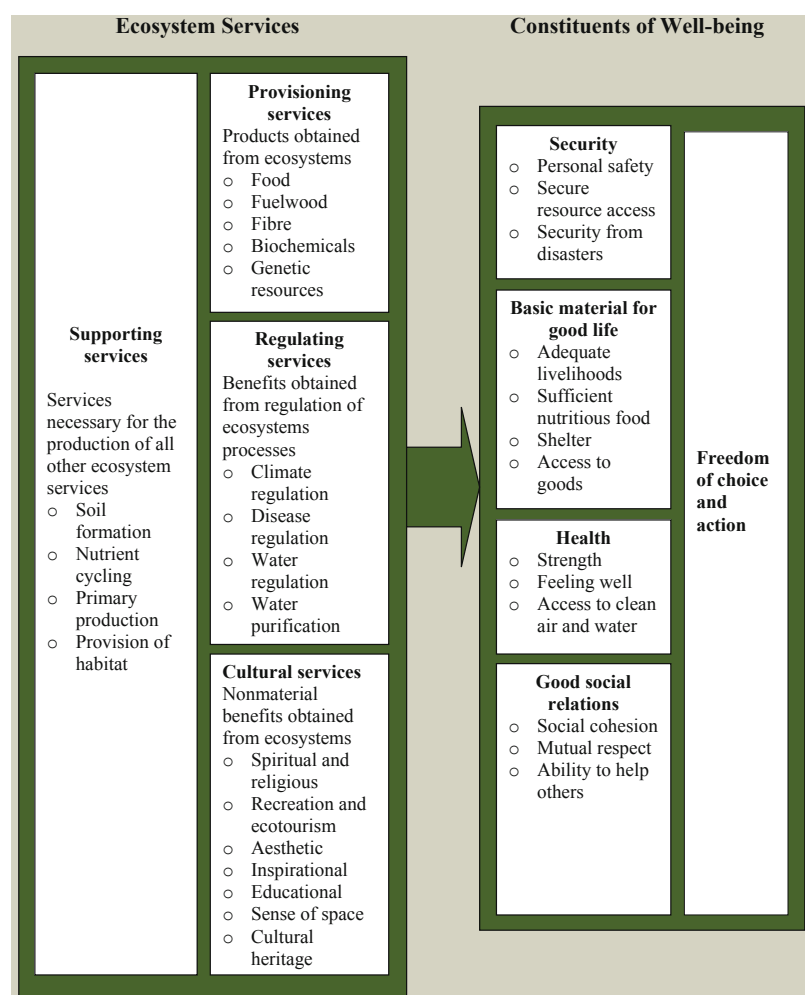 Ecosystem Services
Constituents of Well-being
Supporting
services
Services
necessary for the
production of all
other ecosystem
services
o Soil
formation
o Nutrient
cycling
o Primary
production
o Provision of
habitat
Provisioning
services
Products obtained
from ecosystems
o Food
o Fuelwood
o Fibre
o Biochemicals
o Genetic
resources
Regulating
services
Benefits obtained
from regulation of
ecosystems
processes
o Climate
regulation
o Disease
regulation
o Water
regulation
o Water
purification
Cultural services
Nonmaterial
benefits obtained
from ecosystems
o Spiritual and
religious
o Recreation and
ecotourism
o Aesthetic
o Inspirational
o Educational
o Sense of space
o Cultural
heritage
Security
o Personal safety
o Secure
resource access
o Security from
disasters
Basic material for
good life
o Adequate
livelihoods
o Sufficient
nutritious food
o Shelter
o Access to
goods
Health
o Strength
o Feeling well
o Access to clean
air and water
Good social
relations
o Social cohesion
o Mutual respect
o Ability to help
others
Freedom
of choice
and
action